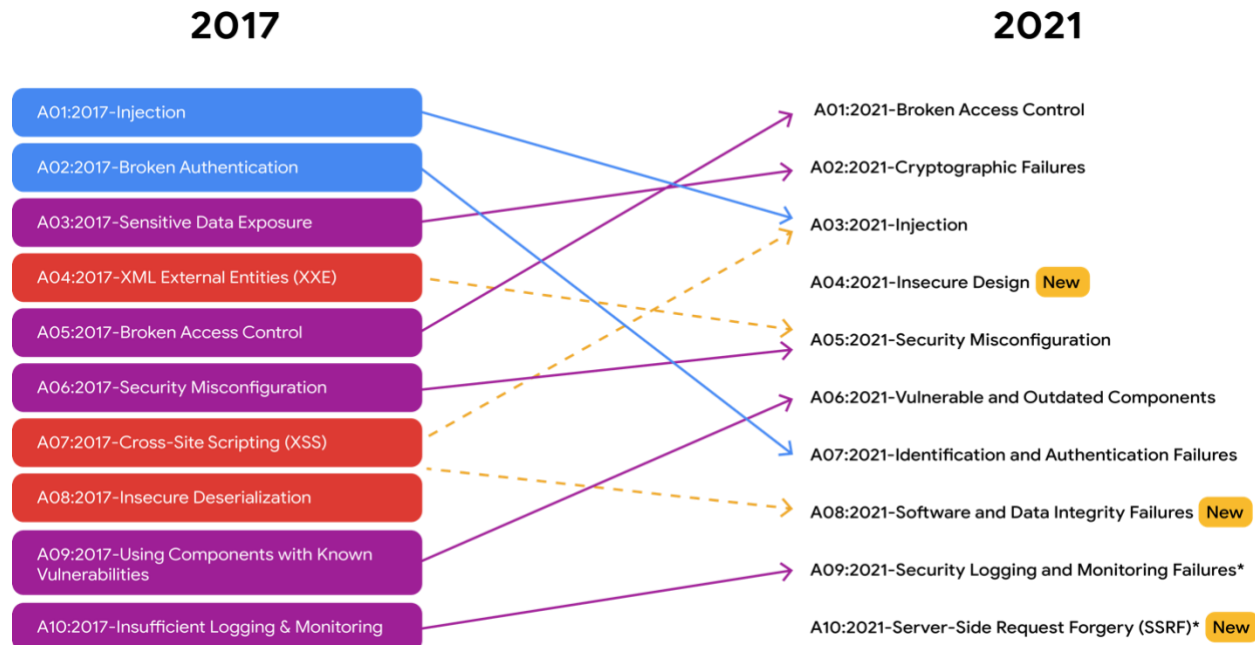 2017
2021
A01:2017-Injection
A02:2017-Broken Authentication
A03:2017-Sensitive Data Exposure
A04:2017-XML External Entities (XXE)
A05:2017-Broken Access Control
A06:2017-Security Misconfiguration
A07:2017-Cross-Site Scripting (XSS)
A08:2017-Insecure Deserialization
A09:2017-Using Components with Known
Vulnerabilities
A10:2017-Insufficient Logging & Monitoring
A01:2021-Broken Access Control
A02:2021-Cryptographic Failures
A03:2021-Injection
A04:2021-Insecure Design New
A05:2021-Security Misconfiguration
A06:2021-Vulnerable and Outdated Components
A07:2021-Identification and Authentication Failures
A08:2021-Software and Data Integrity Failures New
A09:2021-Security Logging and Monitoring Failures*
A10:2021-Server-Side Request Forgery (SSRF)* New